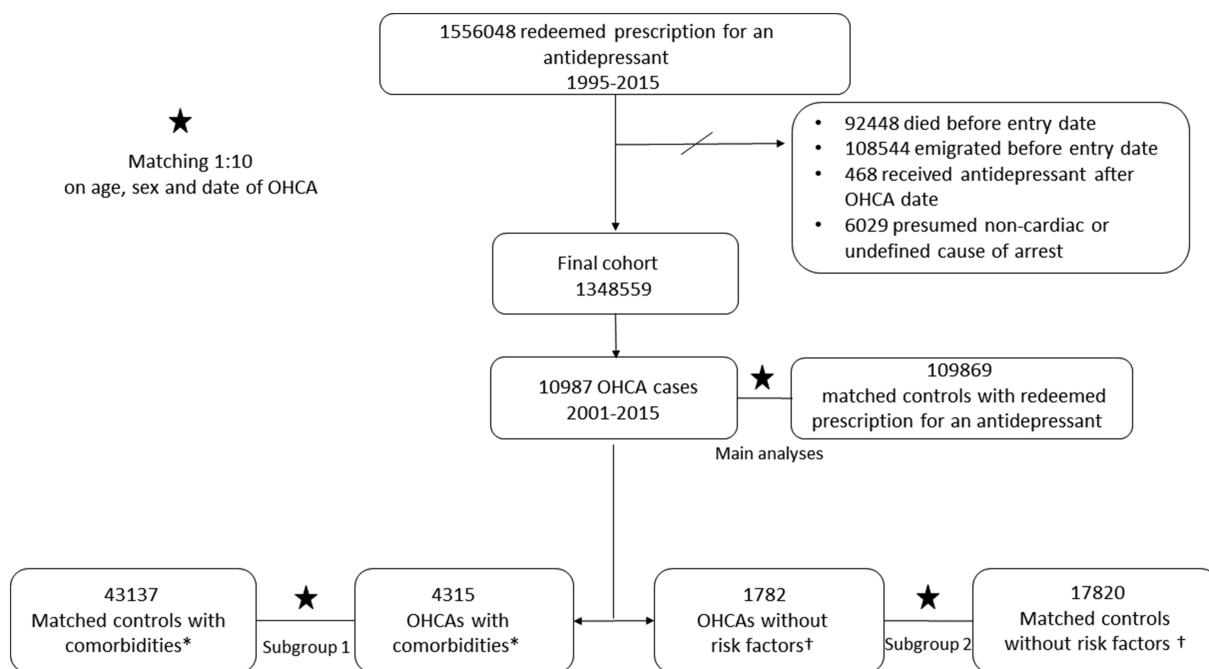 1556048 redeemed prescription for an
antidepressant
1995-2015
★
Matching 1:10
on age, sex and date of OHCA
• 92448 died before entry date
• 108544 emigrated before entry date
• 468 received antidepressant after
OHCA date
• 6029 presumed non-cardiac or
undefined cause of arrest
Final cohort
1348559
10987 OHCA cases
2001-2015
★
109869
matched controls with redeemed
prescription for an antidepressant
Main analyses
43137
Matched controls with
comorbidities*
★
Subgroup 1
4315
OHCAs with
comorbidities*
1782
OHCAs without
risk factors†
★
Subgroup 2
17820
Matched controls
without risk factors †